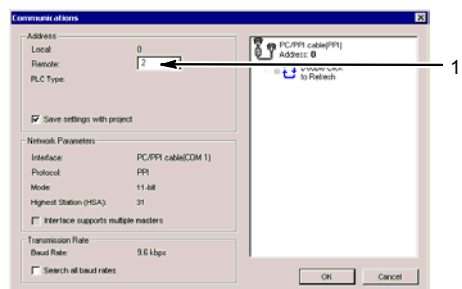 Communications
Address
Local: 0
Remote: 2
PLC Type:
Save settings with project
Network Parameters
Interface: PC/PPI cable(COM 1)
Protocol: PPI
Mode: 11-bit
Highest Station (HSA): 31
Interface supports multiple masters
Transmission Rate
Baud Rate: 9.6 kbps
Search all baud rates
PC/PPI cable(PPI)
Address: 0
Double-Click
to Refresh
1
OK Cancel